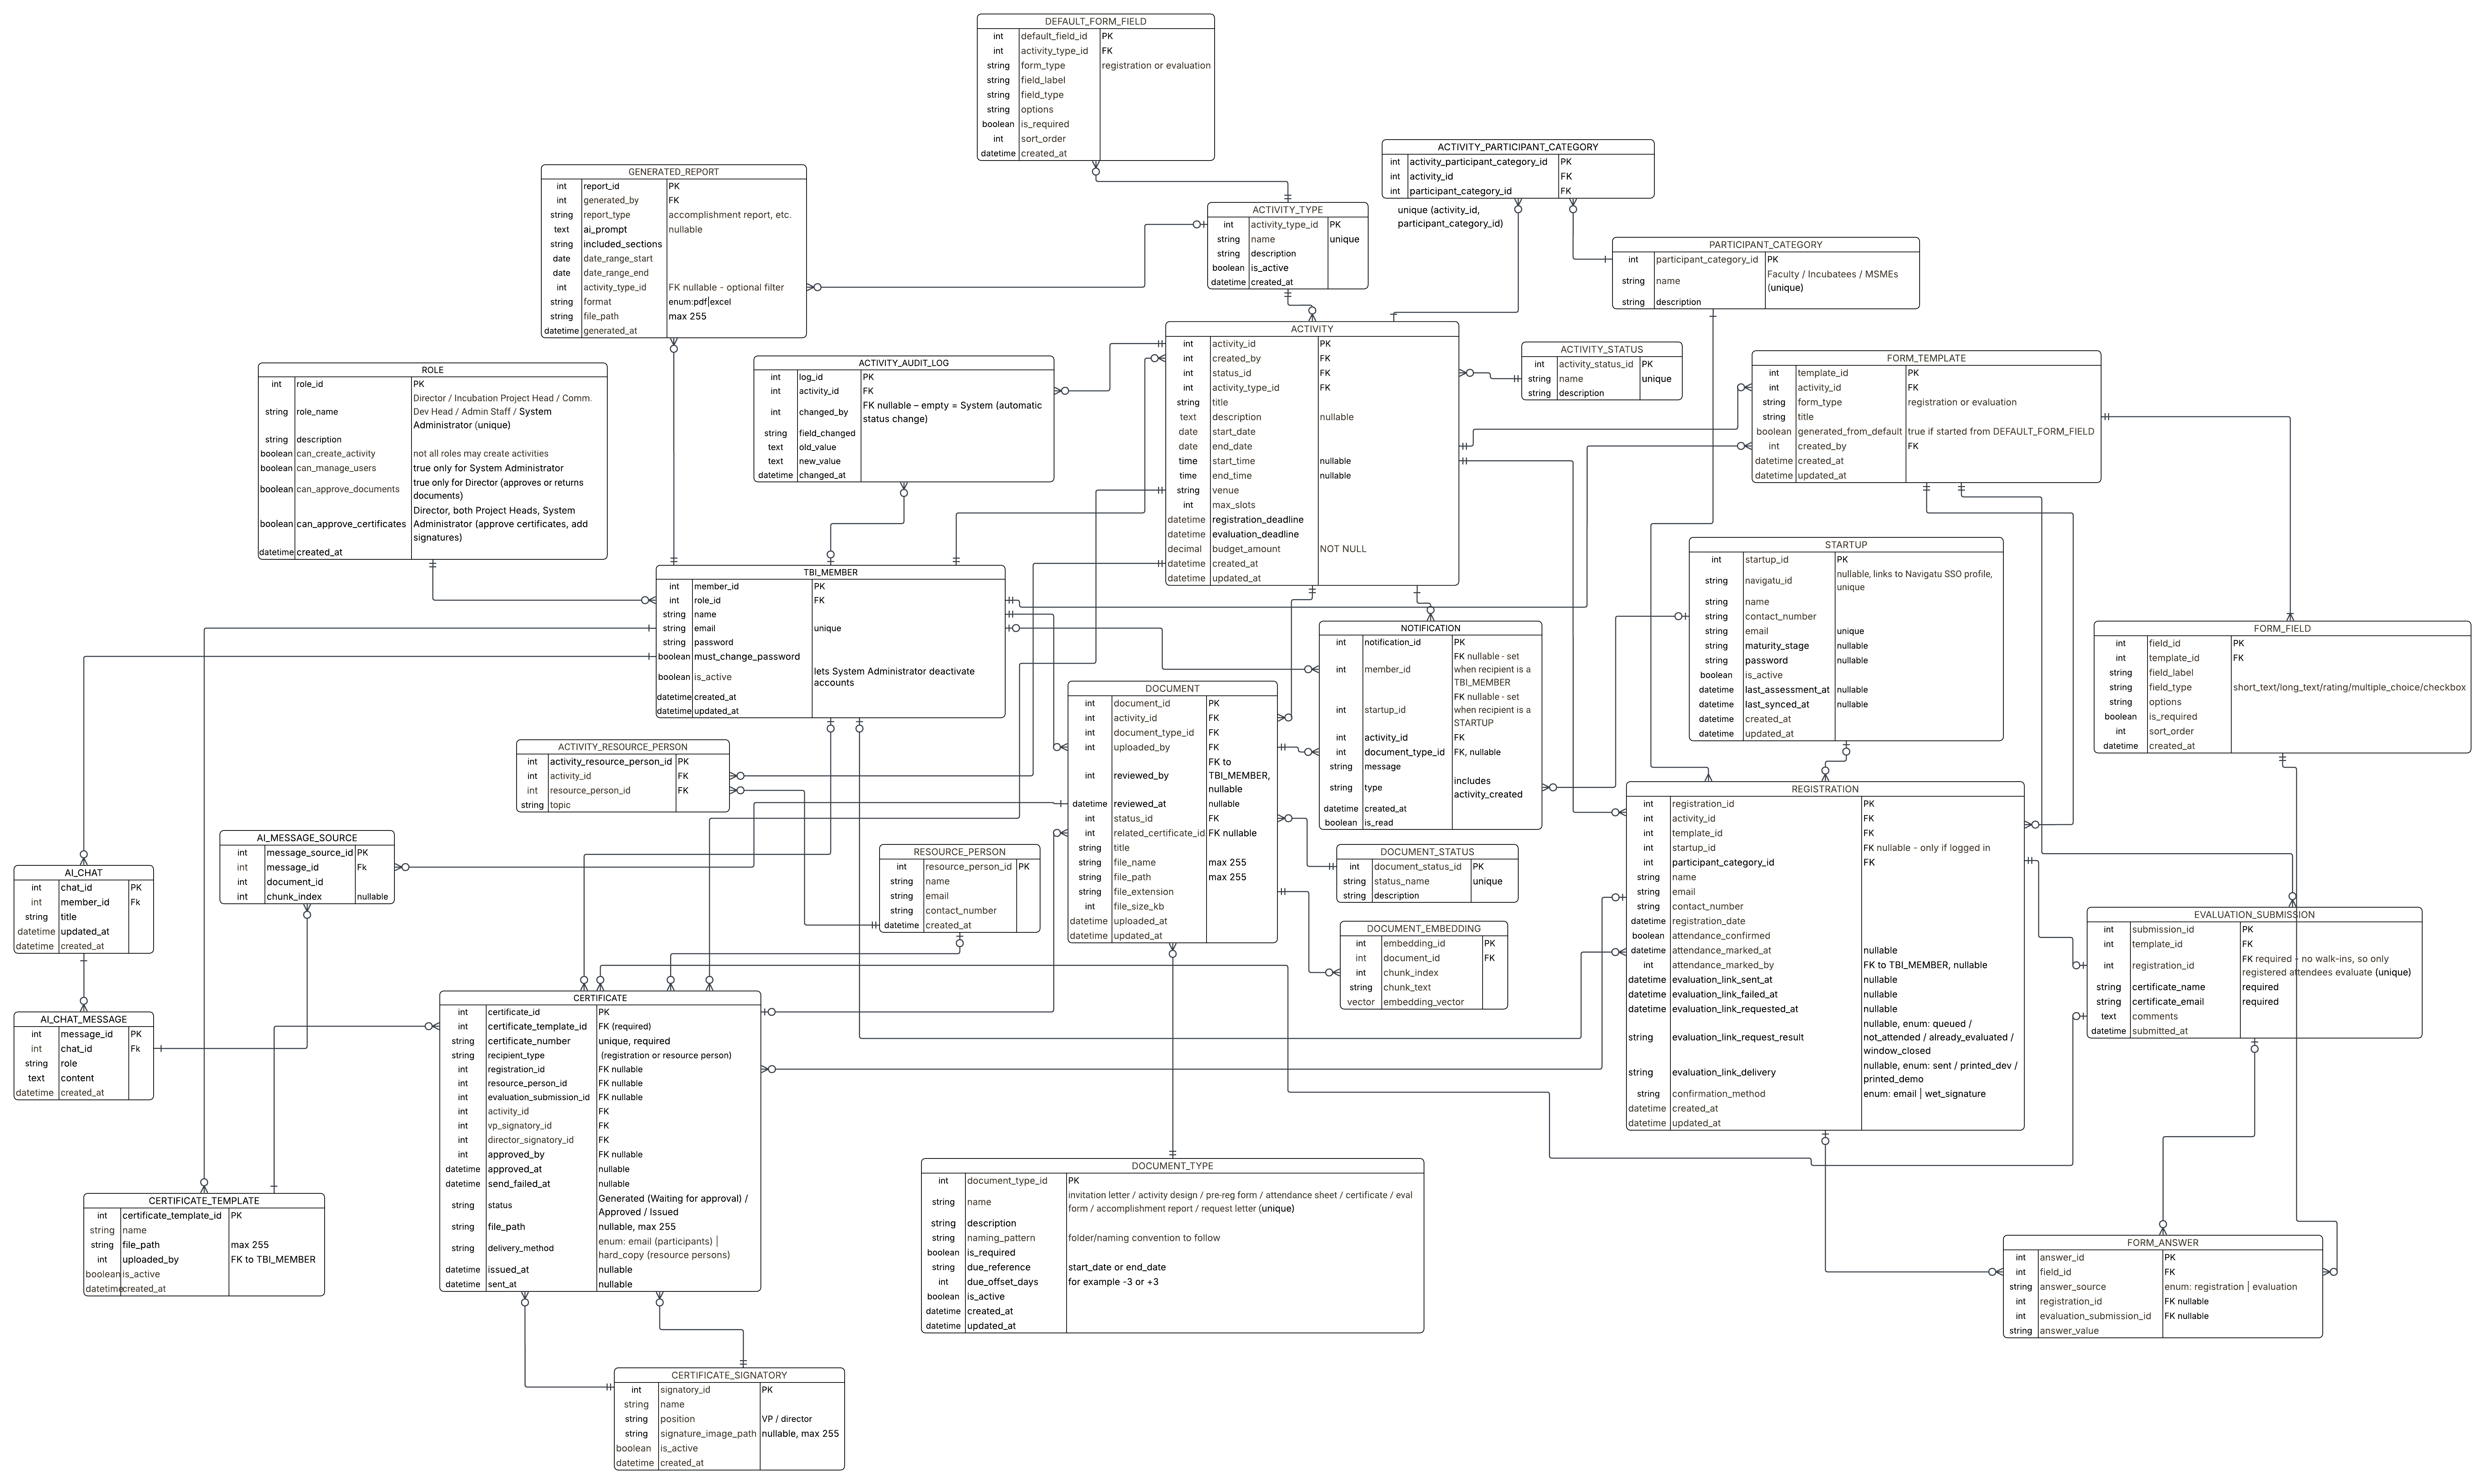 DEFAULT_FORM_FIELD
int default_field_id PK
int activity_type_id FK
string form_type registration or evaluation
string field_label
string field_type
string options
boolean is_required
int sort_order
datetime created_at
ACTIVITY_PARTICIPANT_CATEGORY
int activity_participant_category_id PK
int activity_id FK
int participant_category_id FK
unique (activity_id,
participant_category_id)
GENERATED_REPORT
int report_id PK
int generated_by FK
string report_type accomplishment report, etc.
text ai_prompt nullable
string included_sections
date date_range_start
date date_range_end
int activity_type_id FK nullable - optional filter
string format enum:pdf|excel
string file_path max 255
datetime generated_at
ACTIVITY_TYPE
int activity_type_id PK
string name unique
string description
boolean is_active
datetime created_at
PARTICIPANT_CATEGORY
int participant_category_id PK
string name Faculty / Incubatees / MSMEs
(unique)
string description
ACTIVITY
int activity_id PK
int created_by FK
int status_id FK
int activity_type_id FK
string title
text description nullable
date start_date
date end_date
time start_time nullable
time end_time nullable
string venue
int max_slots
datetime registration_deadline
datetime evaluation_deadline
decimal budget_amount NOT NULL
datetime created_at
datetime updated_at
ACTIVITY_STATUS
int activity_status_id PK
string name unique
string description
FORM_TEMPLATE
int template_id PK
int activity_id FK
string form_type registration or evaluation
string title
boolean generated_from_default true if started from DEFAULT_FORM_FIELD
int created_by FK
datetime created_at
datetime updated_at
ROLE
int role_id PK
string role_name Director / Incubation Project Head / Comm.
Dev Head / Admin Staff / System
Administrator (unique)
string description
boolean can_create_activity not all roles may create activities
boolean can_manage_users true only for System Administrator
boolean can_approve_documents true only for Director (approves or returns
documents)
boolean can_approve_certificates Director, both Project Heads, System
Administrator (approve certificates, add
signatures)
datetime created_at
ACTIVITY_AUDIT_LOG
int log_id PK
int activity_id FK
int changed_by FK nullable – empty = System (automatic
status change)
string field_changed
text old_value
text new_value
datetime changed_at
TBI_MEMBER
int member_id PK
int role_id FK
string name
string email unique
string password
boolean must_change_password
boolean is_active lets System Administrator deactivate
accounts
datetime created_at
datetime updated_at
STARTUP
int startup_id PK
string navigatu_id nullable, links to Navigatu SSO profile,
unique
string name
string contact_number
string email unique
string maturity_stage nullable
string password nullable
boolean is_active
datetime last_assessment_at nullable
datetime last_synced_at nullable
datetime created_at
datetime updated_at
NOTIFICATION
int notification_id PK
int member_id FK nullable - set
when recipient is a
TBI_MEMBER
int startup_id FK nullable - set
when recipient is a
STARTUP
int activity_id FK
int document_type_id FK, nullable
string message
string type includes
activity_created
datetime created_at
boolean is_read
FORM_FIELD
int field_id PK
int template_id FK
string field_label
string field_type short_text/long_text/rating/multiple_choice/checkbox
string options
boolean is_required
int sort_order
datetime created_at
DOCUMENT
int document_id PK
int activity_id FK
int document_type_id FK
int uploaded_by FK
int reviewed_by FK to
TBI_MEMBER,
nullable
datetime reviewed_at nullable
int status_id FK
int related_certificate_id FK nullable
string title
string file_name max 255
string file_path max 255
string file_extension
int file_size_kb
datetime uploaded_at
datetime updated_at
ACTIVITY_RESOURCE_PERSON
int activity_resource_person_id PK
int activity_id FK
int resource_person_id FK
string topic
REGISTRATION
int registration_id PK
int activity_id FK
int template_id FK
int startup_id FK nullable - only if logged in
int participant_category_id FK
string name
string email
string contact_number
datetime registration_date
boolean attendance_confirmed
datetime attendance_marked_at nullable
int attendance_marked_by FK to TBI_MEMBER, nullable
datetime evaluation_link_sent_at nullable
datetime evaluation_link_failed_at nullable
datetime evaluation_link_requested_at nullable
string evaluation_link_request_result nullable, enum: queued /
not_attended / already_evaluated /
window_closed
string evaluation_link_delivery nullable, enum: sent / printed_dev /
printed_demo
string confirmation_method enum: email | wet_signature
datetime created_at
datetime updated_at
AI_MESSAGE_SOURCE
int message_source_id PK
int message_id Fk
int document_id
int chunk_index nullable
RESOURCE_PERSON
int resource_person_id PK
string name
string email
string contact_number
datetime created_at
DOCUMENT_STATUS
int document_status_id PK
string status_name unique
string description
AI_CHAT
int chat_id PK
int member_id Fk
string title
datetime updated_at
datetime created_at
EVALUATION_SUBMISSION
int submission_id PK
int template_id FK
int registration_id FK required - no walk-ins, so only
registered attendees evaluate (unique)
string certificate_name required
string certificate_email required
text comments
datetime submitted_at
DOCUMENT_EMBEDDING
int embedding_id PK
int document_id FK
int chunk_index
string chunk_text
vector embedding_vector
CERTIFICATE
int certificate_id PK
int certificate_template_id FK (required)
string certificate_number unique, required
string recipient_type (registration or resource person)
int registration_id FK nullable
int resource_person_id FK nullable
int evaluation_submission_id FK nullable
int activity_id FK
int vp_signatory_id FK
int director_signatory_id FK
int approved_by FK nullable
datetime approved_at nullable
datetime send_failed_at nullable
string status Generated (Waiting for approval) /
Approved / Issued
string file_path nullable, max 255
string delivery_method enum: email (participants) |
hard_copy (resource persons)
datetime issued_at nullable
datetime sent_at nullable
AI_CHAT_MESSAGE
int message_id PK
int chat_id Fk
string role
text content
datetime created_at
DOCUMENT_TYPE
int document_type_id PK
string name invitation letter / activity design / pre-reg form / attendance sheet / certificate / eval
form / accomplishment report / request letter (unique)
string description
string naming_pattern folder/naming convention to follow
boolean is_required
string due_reference start_date or end_date
int due_offset_days for example -3 or +3
boolean is_active
datetime created_at
datetime updated_at
CERTIFICATE_TEMPLATE
int certificate_template_id PK
string name
string file_path max 255
int uploaded_by FK to TBI_MEMBER
boolean is_active
datetime created_at
FORM_ANSWER
int answer_id PK
int field_id FK
string answer_source enum: registration | evaluation
int registration_id FK nullable
int evaluation_submission_id FK nullable
string answer_value
CERTIFICATE_SIGNATORY
int signatory_id PK
string name
string position VP / director
string signature_image_path nullable, max 255
boolean is_active
datetime created_at